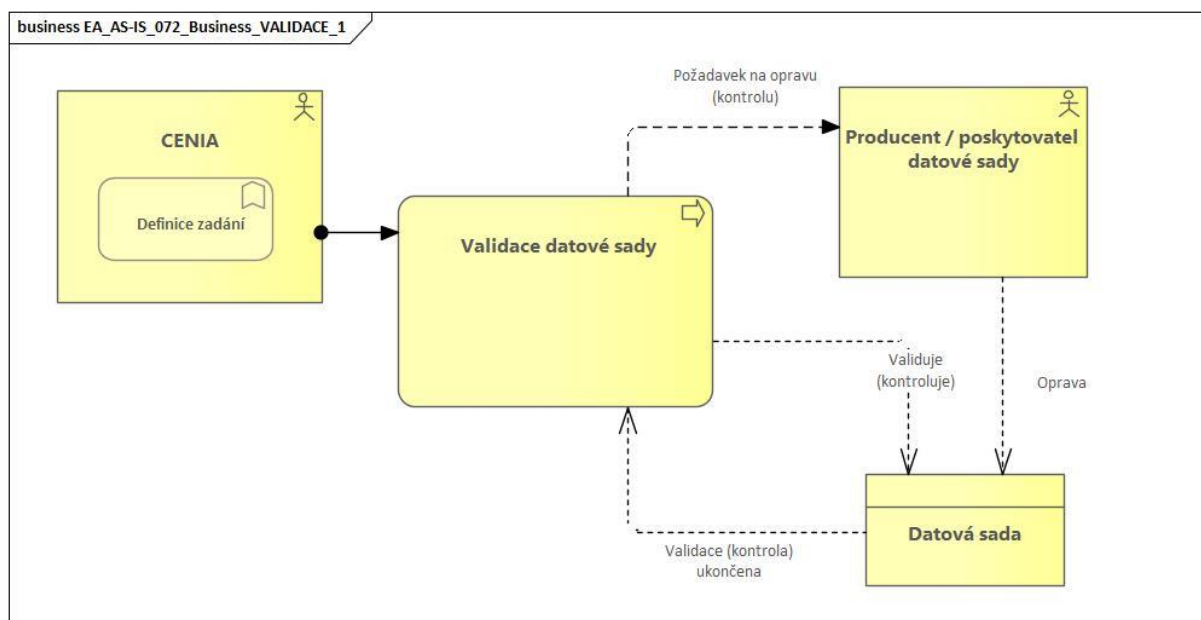 business EA_AS-IS_072_Business_VALIDACE_1
CENIA
Definice zadání
Validace datové sady
Požadavek na opravu
(kontrolu)
Producent / poskytovatel
datové sady
Validuje
(kontroluje)
Oprava
Datová sada
Validace (kontrola)
ukončena